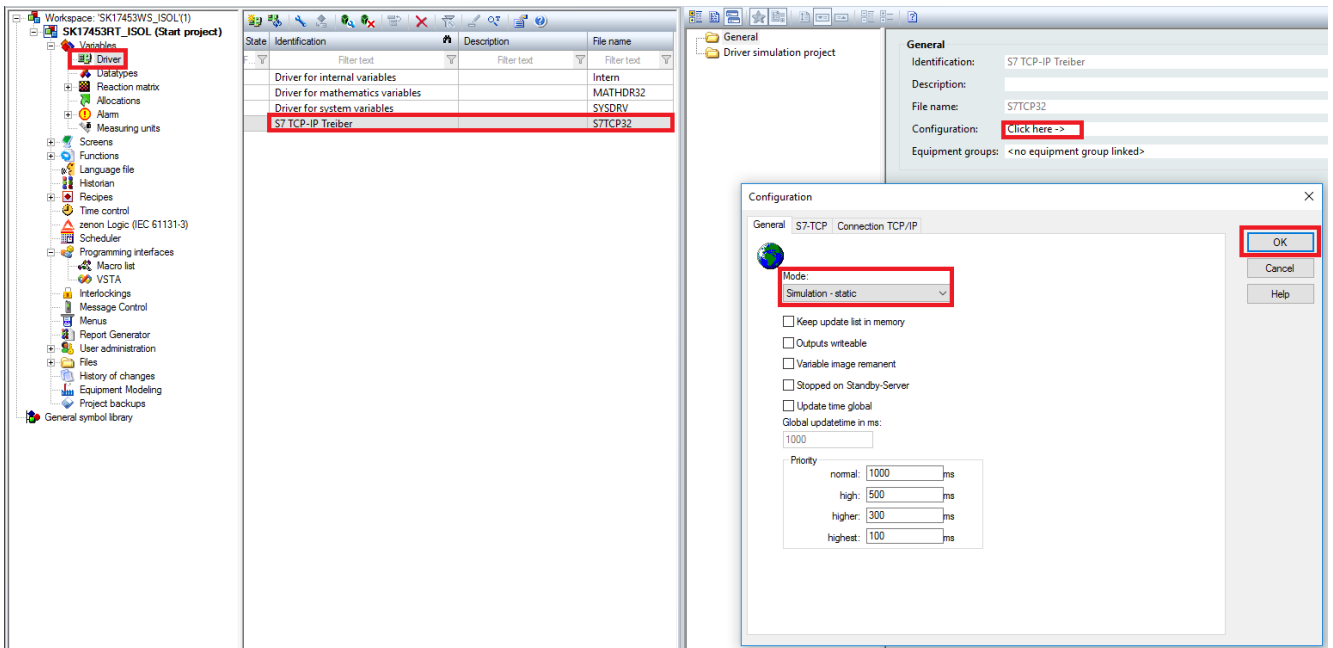 Workspace: 'SK17453WS_ISOL'(1)
SK17453RT_ISOL (Start project)
Variables
Driver
Datatypes
Reaction matrix
Allocations
Alarm
Measuring units
Screens
Functions
Language file
Historian
Recipes
Time control
zenon Logic (IEC 61131-3)
Scheduler
Programming interfaces
Macro list
VSTA
Interlockings
Message Control
Menus
Report Generator
User administration
Files
History of changes
Equipment Modeling
Project backups
General symbol library
State Identification Description File name
F... Filter text Filter text Filter text
Driver for internal variables Intern
Driver for mathematics variables MATHDR32
Driver for system variables SYSDRV
S7 TCP-IP Treiber S7TCP32
General
Driver simulation project
General
Identification: S7 TCP-IP Treiber
Description:
File name: S7TCP32
Configuration: Click here ->
Equipment groups: <no equipment group linked>
Configuration
General S7-TCP Connection TCP/IP
OK
Cancel
Help
Mode:
Simulation - static
Keep update list in memory
Outputs writeable
Variable image remanent
Stopped on Standby-Server
Update time global
Global updatetime in ms:
1000
Priority
normal: 1000 ms
high: 500 ms
higher: 300 ms
highest: 100 ms